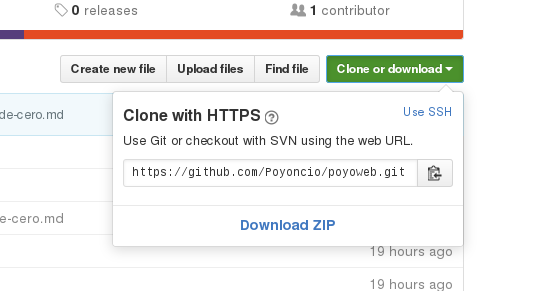 0 releases
1 contributor
Create new file
Upload files
Find file
Clone or download
de-cero.md
Clone with HTTPS
Use SSH
Use Git or checkout with SVN using the web URL.
https://github.com/Poyoncio/poyoweb.git
Download ZIP
de-cero.md
19 hours ago
19 hours ago